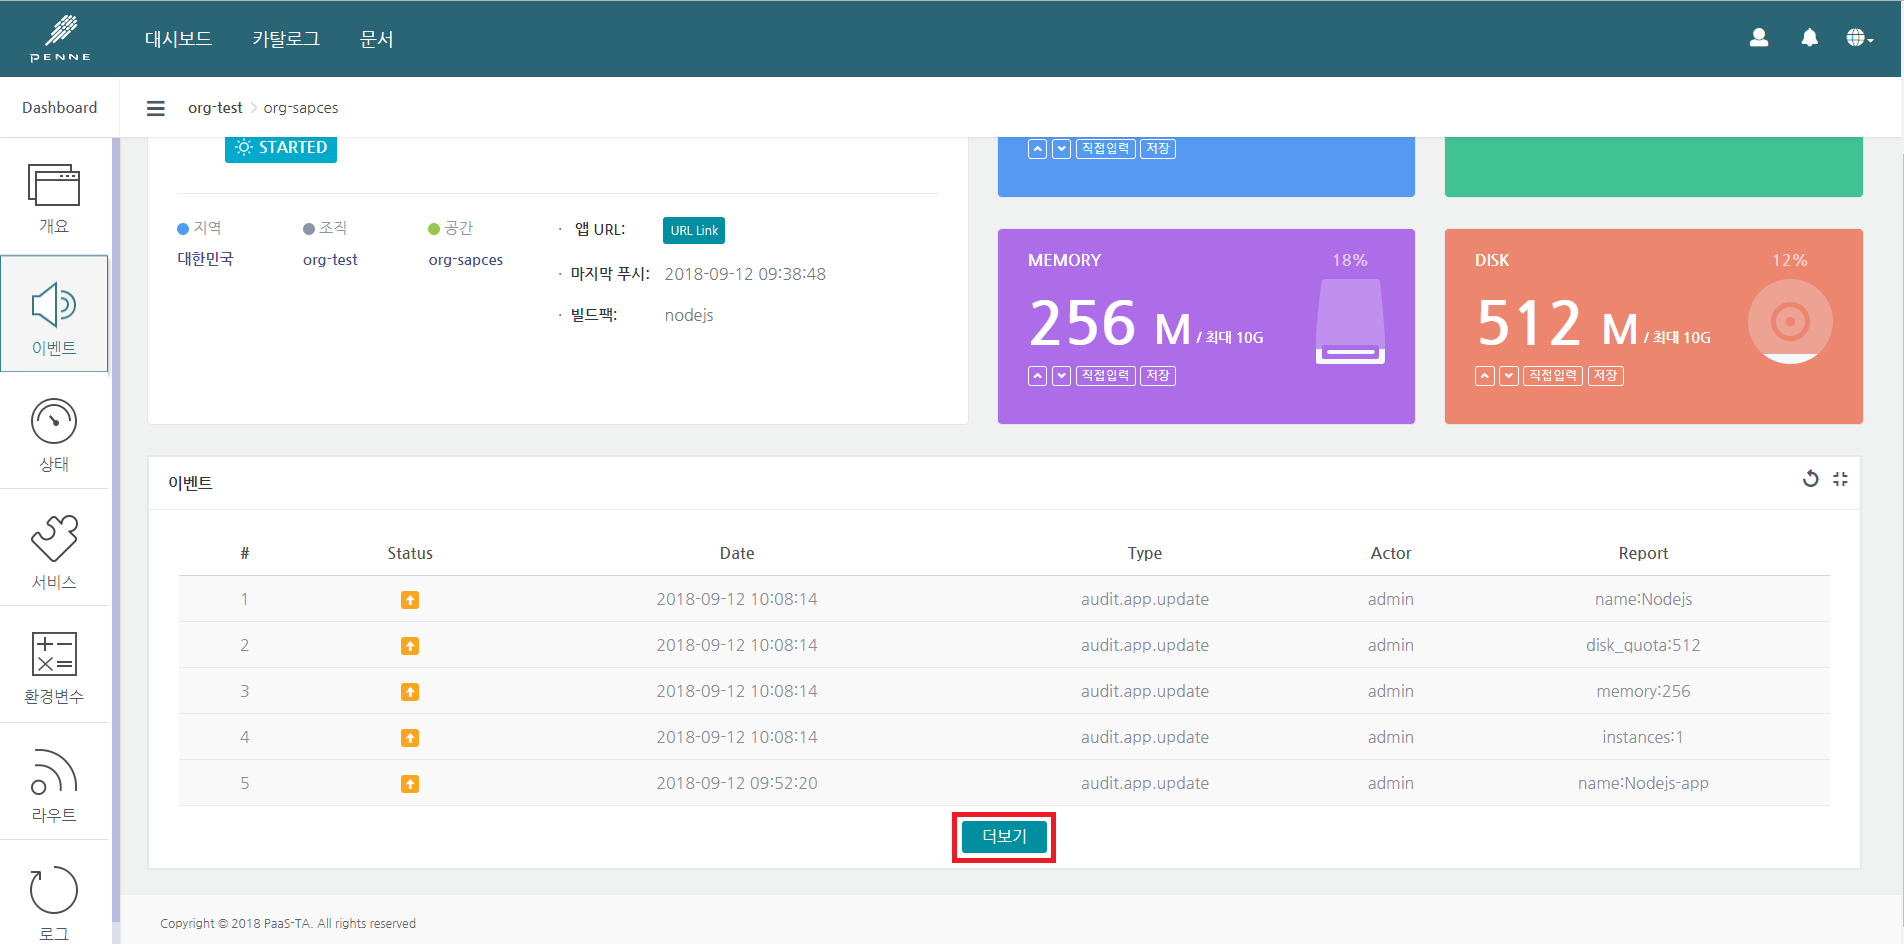 PENNE
대시보드 카탈로그 문서
Dashboard
org-test > org-sapces
개요
이벤트
상태
서비스
환경변수
라우트
로그
STARTED
지역 조직 공간
대한민국 org-test org-sapces
· 앱 URL: URL Link
· 마지막 푸시: 2018-09-12 09:38:48
· 빌드팩: nodejs
직접입력 저장
MEMORY 18%
256 M / 최대 10G
직접입력 저장
DISK 12%
512 M / 최대 10G
직접입력 저장
이벤트
# Status Date Type Actor Report
1 2018-09-12 10:08:14 audit.app.update admin name:Nodejs
2 2018-09-12 10:08:14 audit.app.update admin disk_quota:512
3 2018-09-12 10:08:14 audit.app.update admin memory:256
4 2018-09-12 10:08:14 audit.app.update admin instances:1
5 2018-09-12 09:52:20 audit.app.update admin name:Nodejs-app
더보기
Copyright © 2018 PaaS-TA. All rights reserved